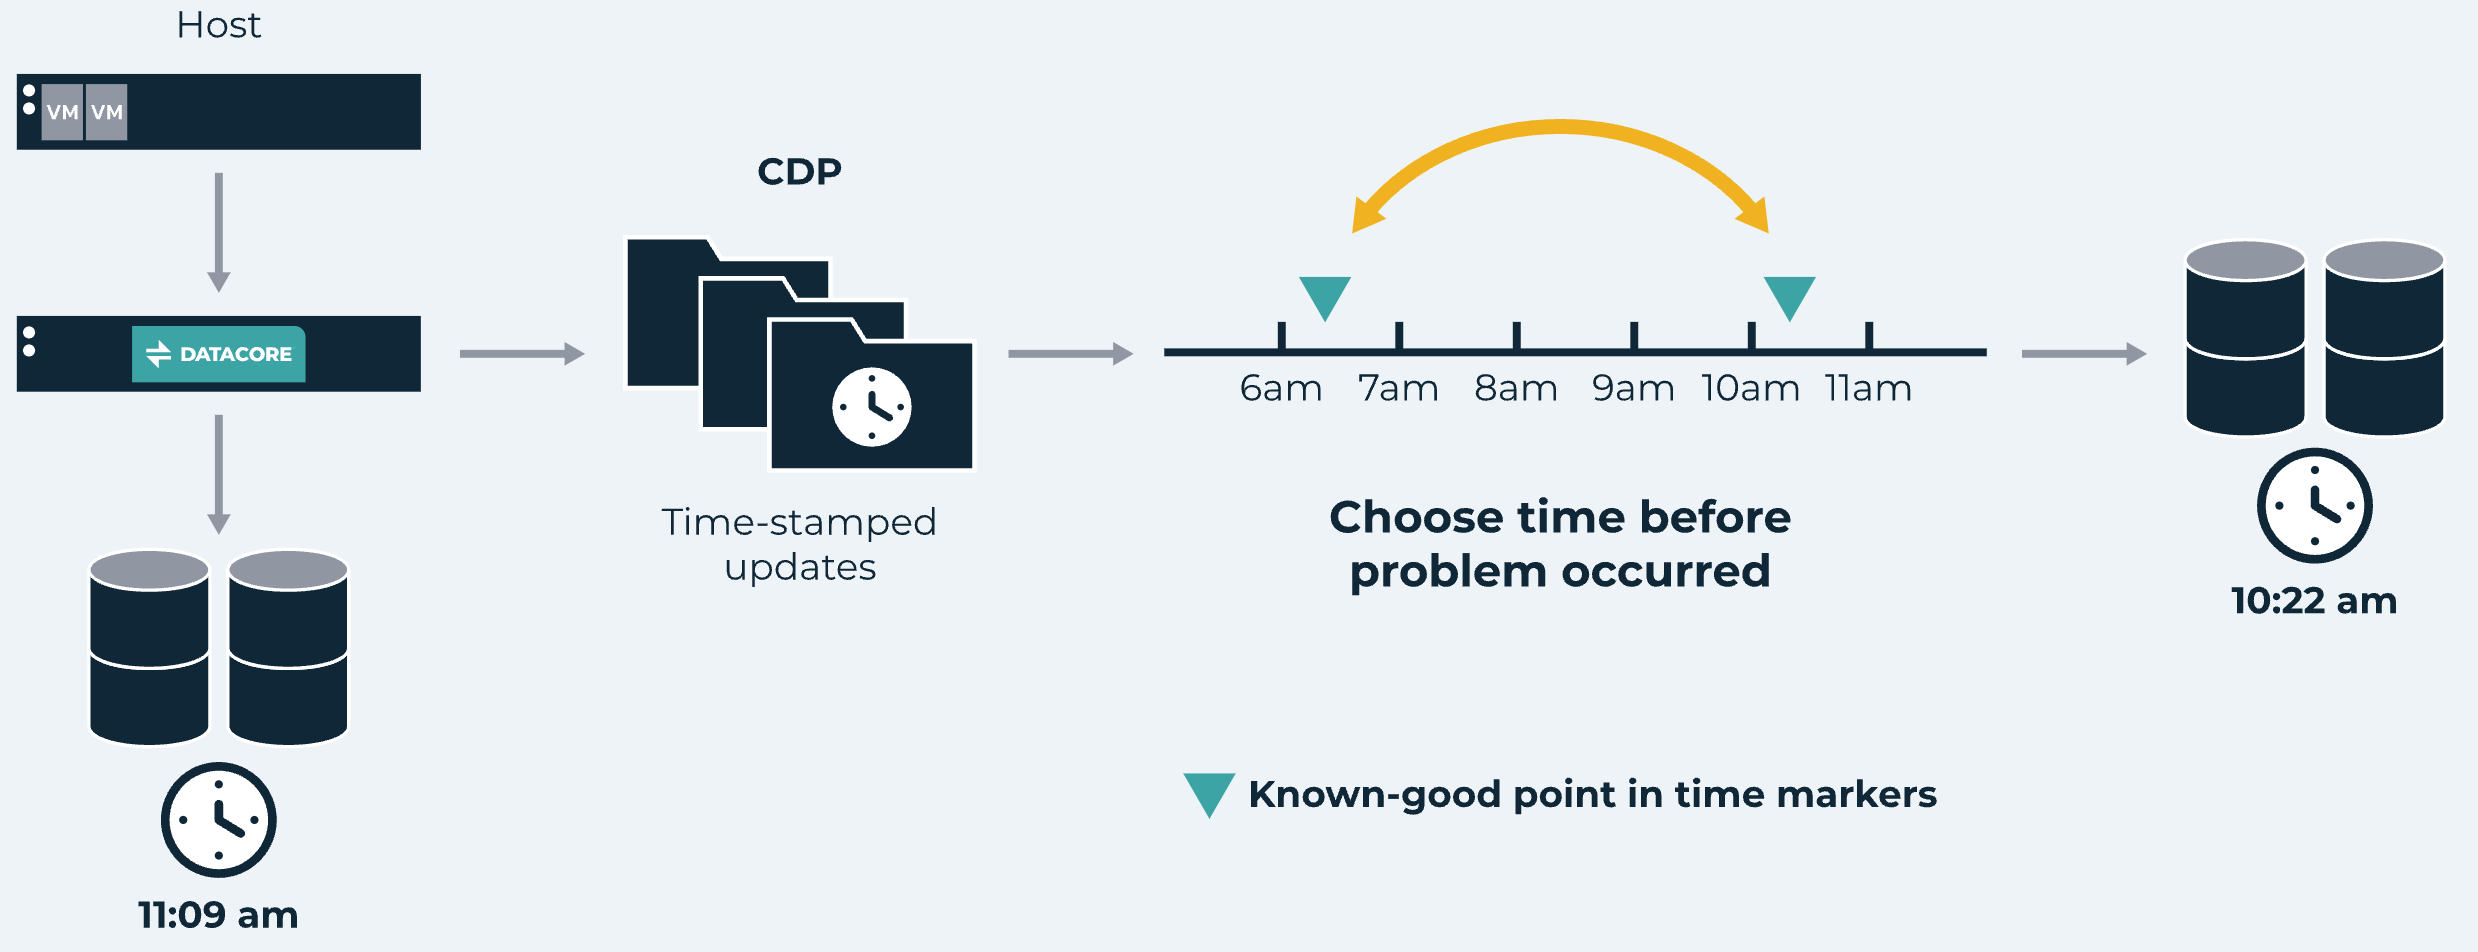 Host
VM VM
DATACORE
11:09 am
CDP
Time-stamped
updates
6am 7am 8am 9am 10am 11am
Choose time before
problem occurred
Known-good point in time markers
10:22 am